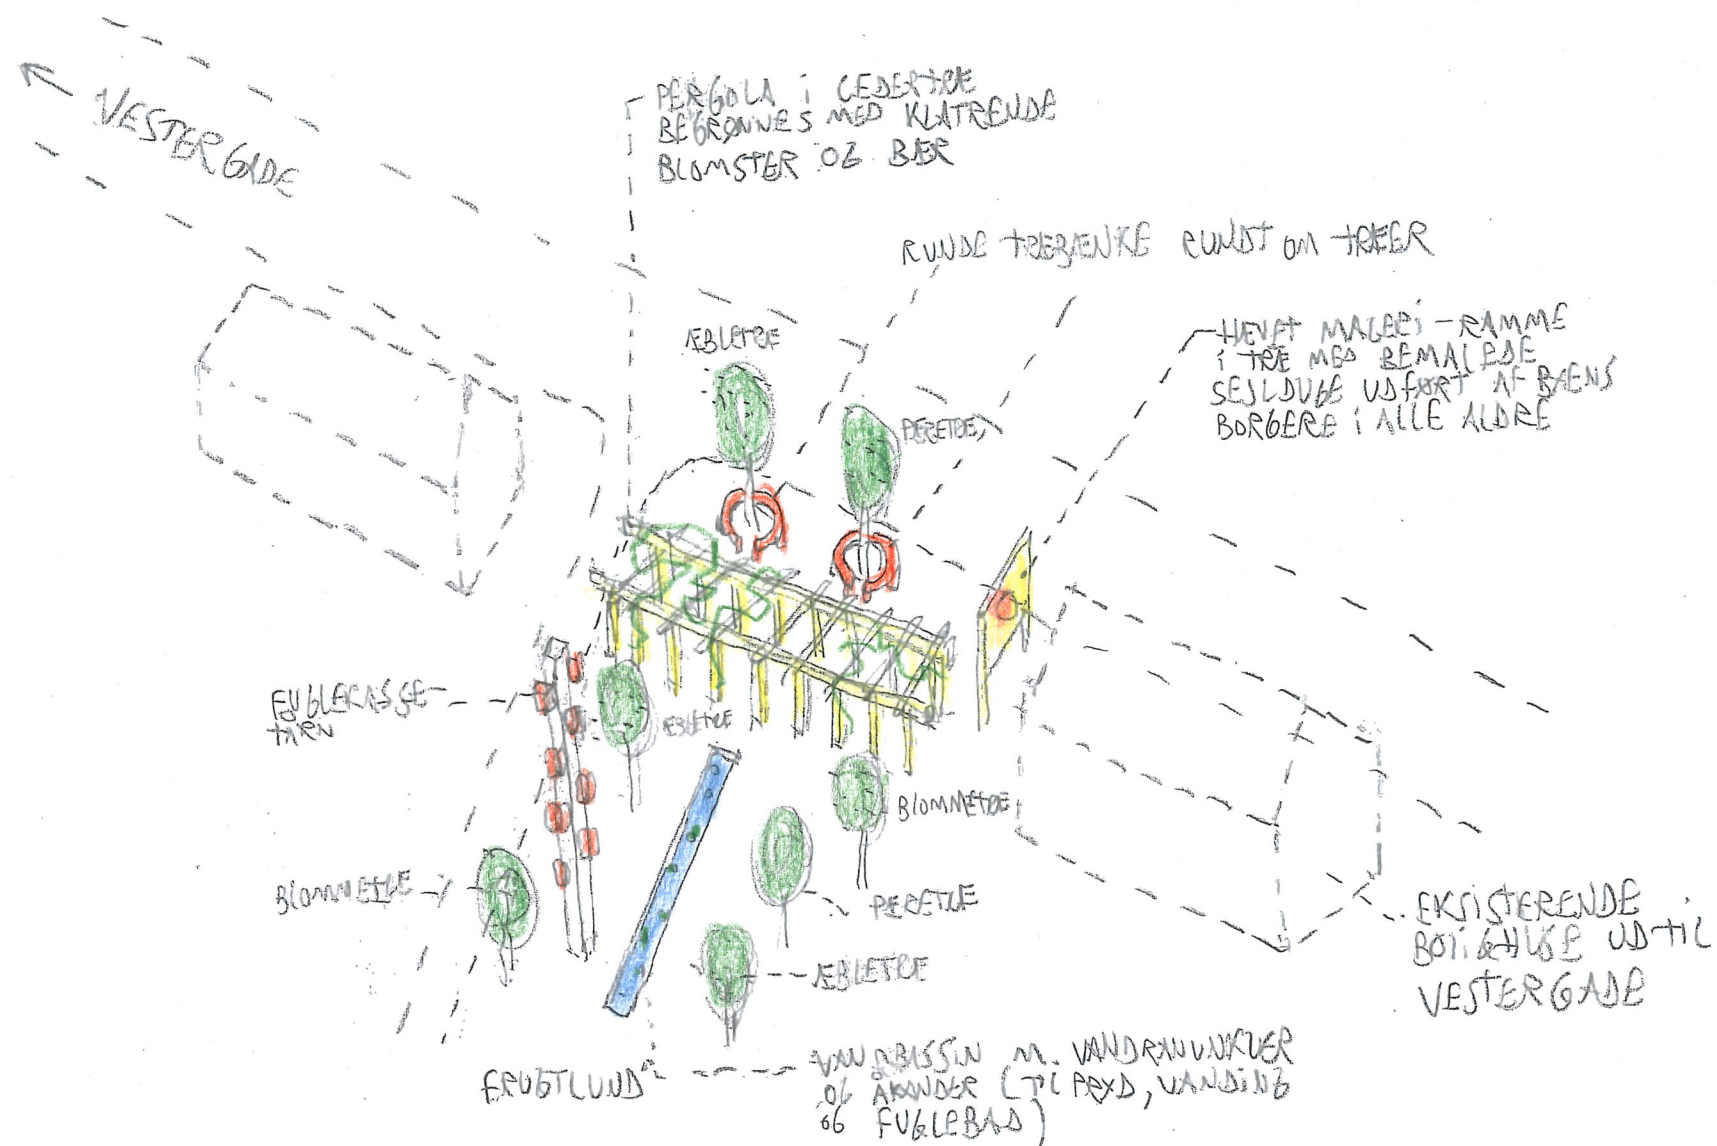 VESTERGADE
PERGOLA i CEDERTRÆ
BEGRØNNES MED KLATRENDE
BLOMSTER OG BÆR
RUNDE TRÆBÆNKE RUNDT OM TRÆER
HÆVET MALERi-RAMME
i TRÆ MED BEMALEDE
SEJLDUGE UDFØRT AF BYENS
BORGERE i ALLE ALDRE
ÆBLETRÆ
PÆRETRÆ
FUGLEKASSE
TÅRN
ÆBLETRÆ
BLOMMETRÆ
BLOMMETRÆ
PÆRETRÆ
ÆBLETRÆ
EKSISTERENDE
BOLIGHUSE UD TIL
VESTERGADE
FRUGTLUND
VANDBASSIN M. VANDRANUNKLER
OG ÅKANDER (TIL PRYD, VANDING
OG FUGLEBAD)